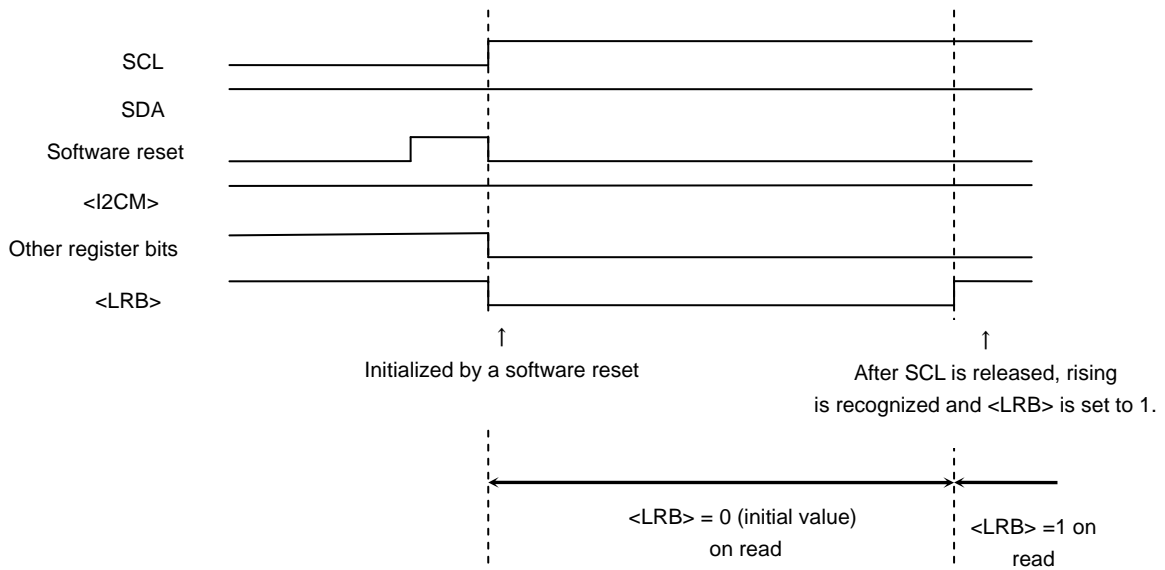 SCL
SDA
Software reset
<I2CM>
Other register bits
<LRB>
↑
↑
Initialized by a software reset
After SCL is released, rising
is recognized and <LRB> is set to 1.
<LRB> = 0 (initial value)
on read
<LRB> =1 on
read